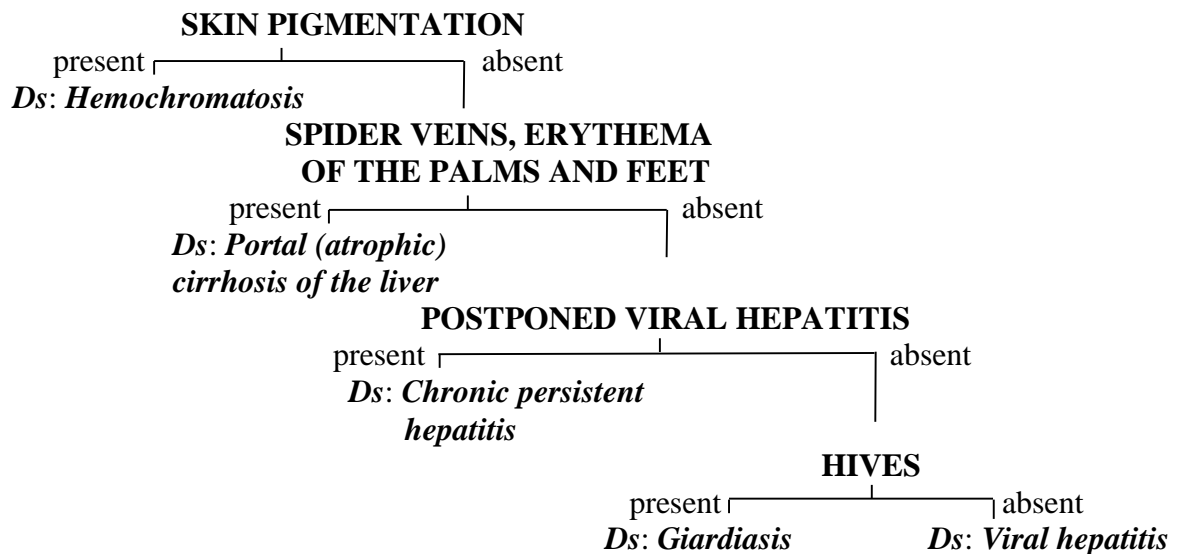 SKIN PIGMENTATION
present absent
Ds: Hemochromatosis
SPIDER VEINS, ERYTHEMA
OF THE PALMS AND FEET
present absent
Ds: Portal (atrophic)
cirrhosis of the liver
POSTPONED VIRAL HEPATITIS
present absent
Ds: Chronic persistent
hepatitis
HIVES
present absent
Ds: Giardiasis Ds: Viral hepatitis